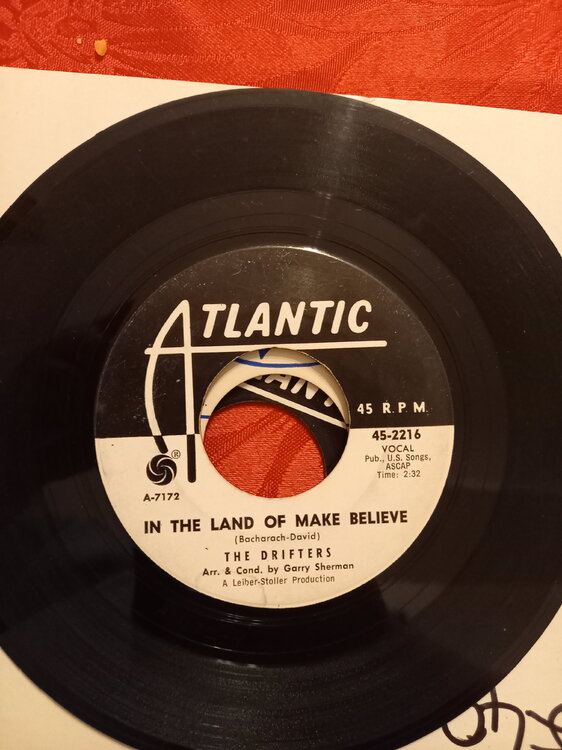 ATLANTIC
ANT
45 R.P.M.
45-2216
VOCAL
Pub., U.S. Songs,
ASCAP
Time: 2:32
®
A-7172
IN THE LAND OF MAKE BELIEVE
(Bacharach-David)
THE DRIFTERS
Arr. & Cond. by Garry Sherman
A Leiber-Stoller Production